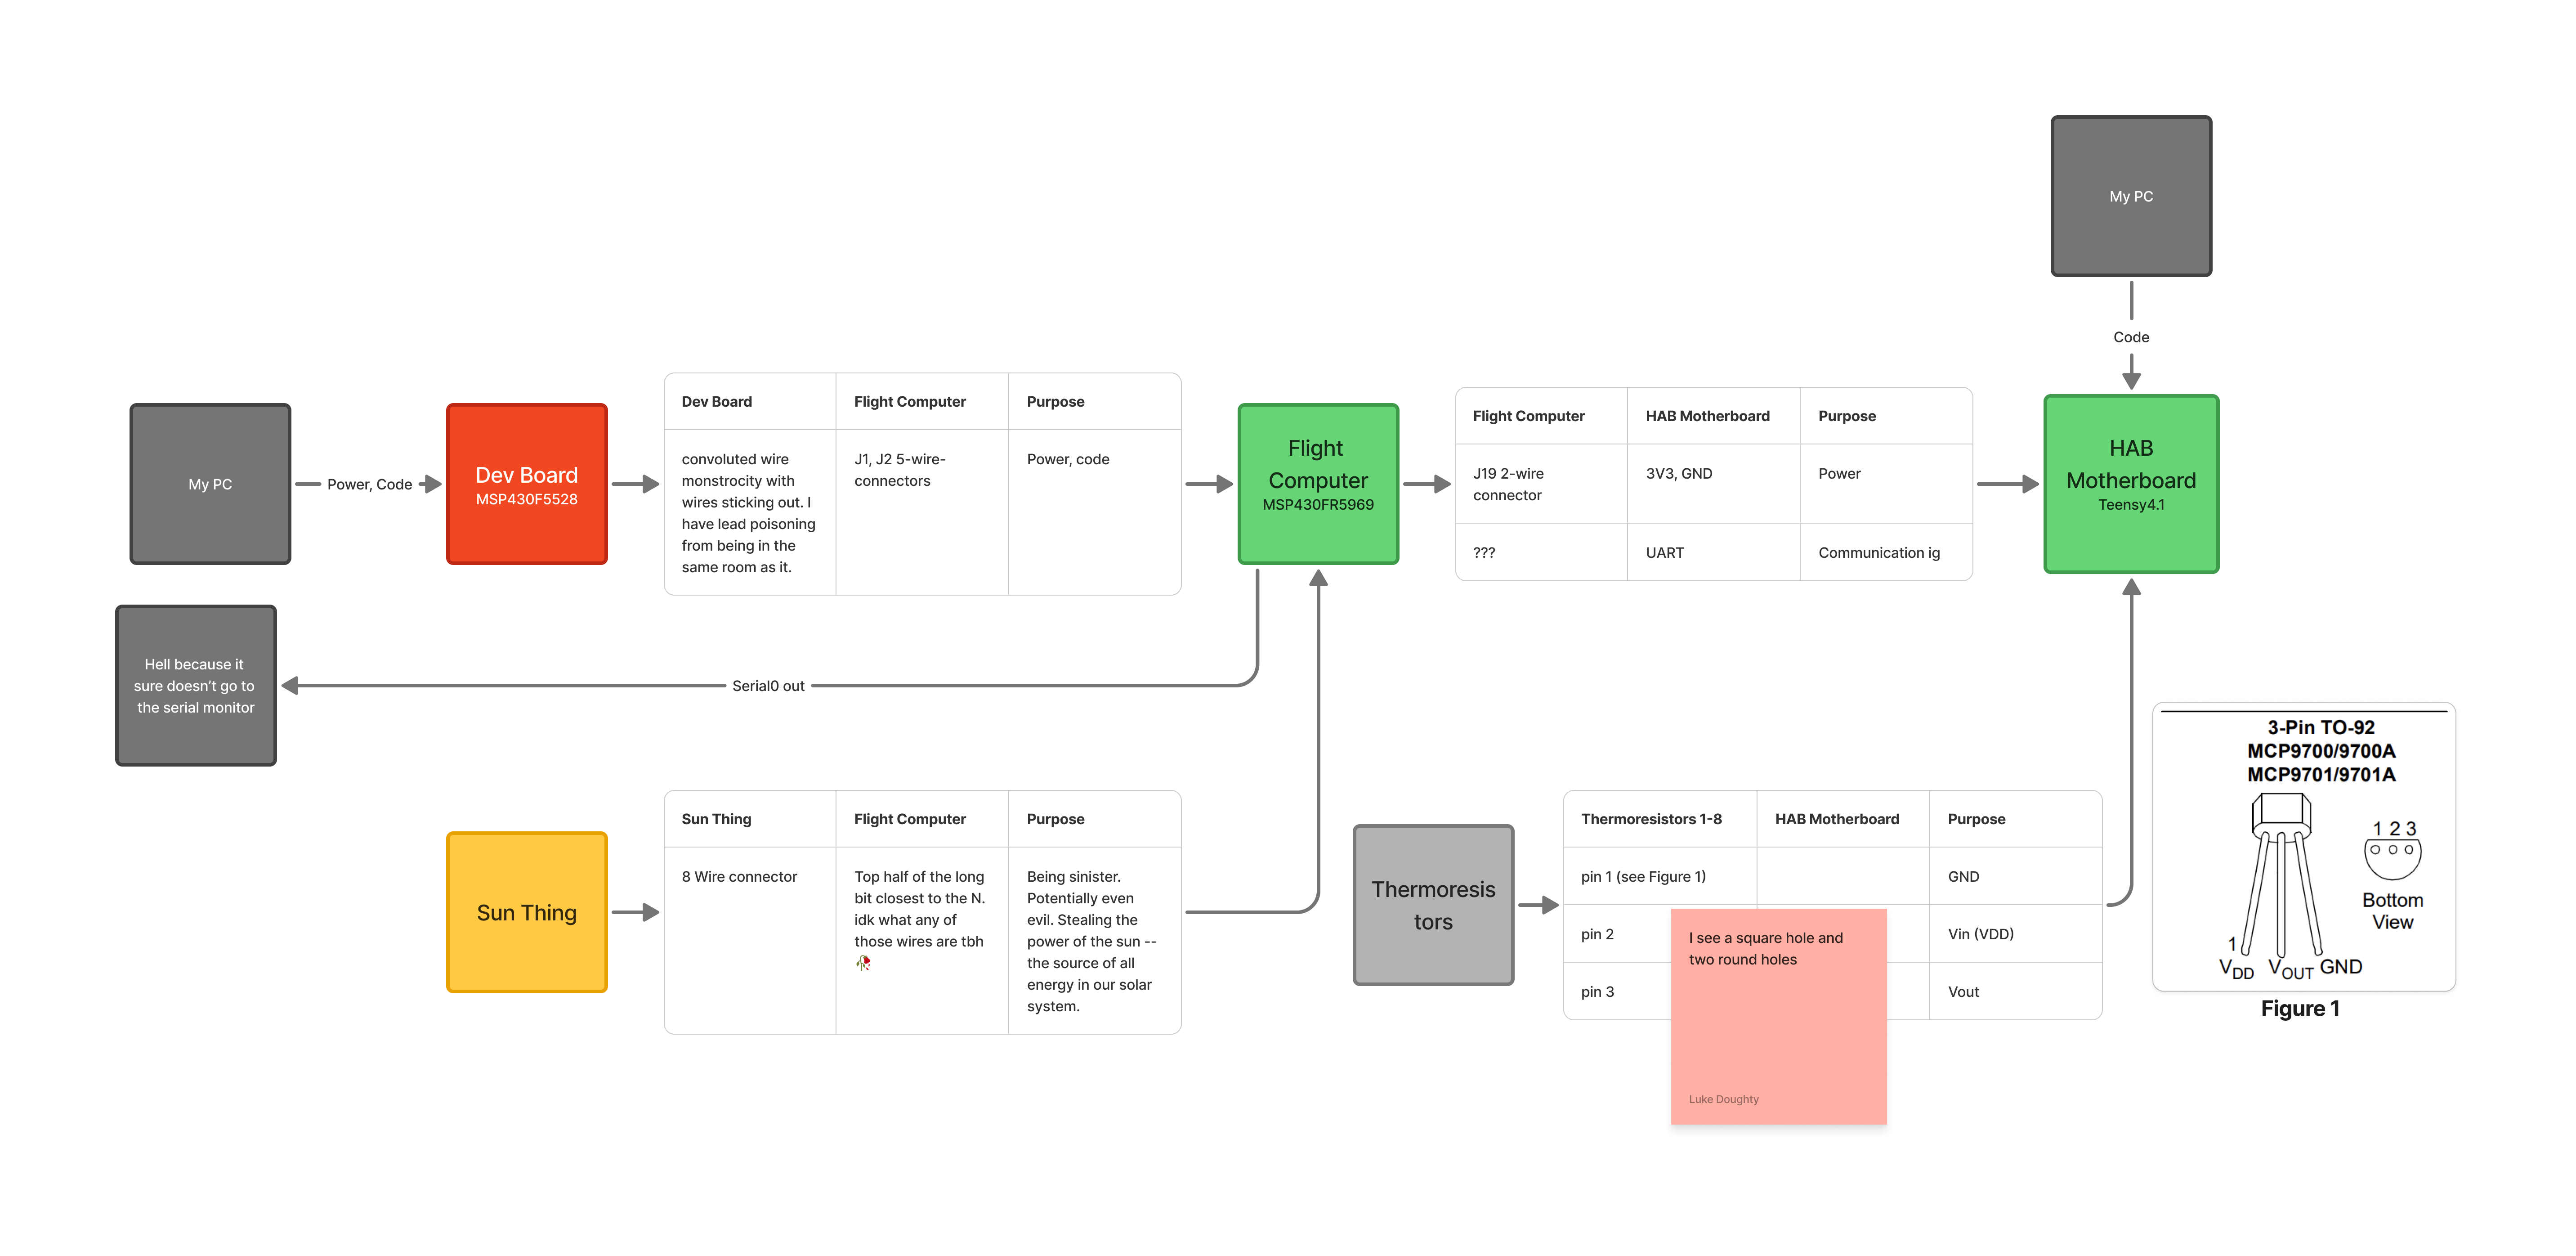 My PC
Code
My PC
Power, Code
Dev Board
MSP430F5528
Dev Board
Flight Computer
Purpose
convoluted wire
monstrocity with
wires sticking out. I
have lead poisoning
from being in the
same room as it.
J1, J2 5-wire-
connectors
Power, code
Flight
Computer
MSP430FR5969
Flight Computer
HAB Motherboard
Purpose
J19 2-wire
connector
3V3, GND
Power
???
UART
Communication ig
HAB
Motherboard
Teensy4.1
Hell because it
sure doesn't go to
the serial monitor
Serial0 out
Sun Thing
Sun Thing
Flight Computer
Purpose
8 Wire connector
Top half of the long
bit closest to the N.
idk what any of
those wires are tbh
🥀
Being sinister.
Potentially even
evil. Stealing the
power of the sun --
the source of all
energy in our solar
system.
Thermoresis
tors
Thermoresistors 1-8
HAB Motherboard
Purpose
pin 1 (see Figure 1)
GND
pin 2
Vin (VDD)
pin 3
Vout
I see a square hole and
two round holes
Luke Doughty
3-Pin TO-92
MCP9700/9700A
MCP9701/9701A
1 2 3
Bottom
View
1
VDD VOUT GND
Figure 1